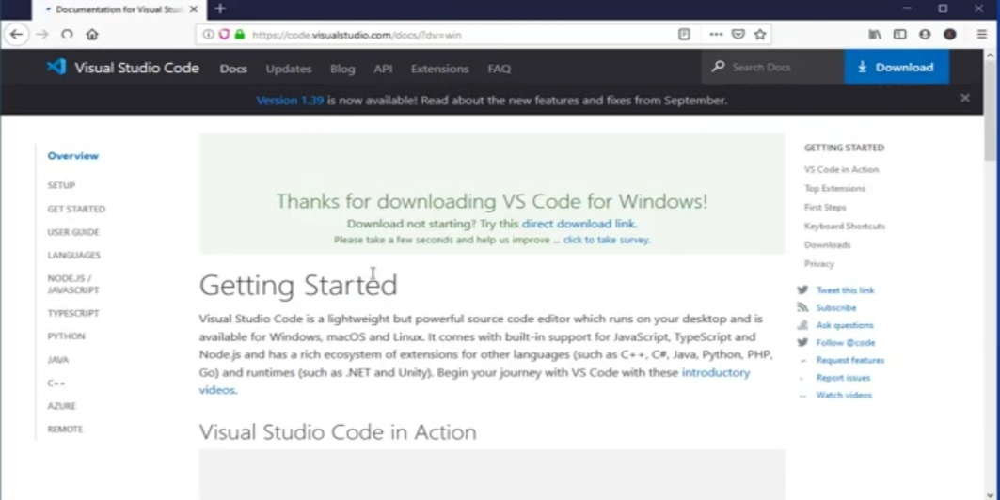 Documentation for Visual Stud
https://code.visualstudio.com/docs/?dv=win
Visual Studio Code
Docs
Updates
Blog
API
Extensions
FAQ
Search Docs
Download
Version 1.39 is now available! Read about the new features and fixes from September.
Overview
SETUP
GET STARTED
USER GUIDE
LANGUAGES
NODE.JS /
JAVASCRIPT
TYPESCRIPT
PYTHON
JAVA
C++
AZURE
REMOTE
Thanks for downloading VS Code for Windows!
Download not starting? Try this direct download link.
Please take a few seconds and help us improve ... click to take survey.
Getting Started
Visual Studio Code is a lightweight but powerful source code editor which runs on your desktop and is
available for Windows, macOS and Linux. It comes with built-in support for JavaScript, TypeScript and
Node.js and has a rich ecosystem of extensions for other languages (such as C++, C#, Java, Python, PHP,
Go) and runtimes (such as .NET and Unity). Begin your journey with VS Code with these introductory
videos.
Visual Studio Code in Action
GETTING STARTED
VS Code in Action
Top Extensions
First Steps
Keyboard Shortcuts
Downloads
Privacy
Tweet this link
Subscribe
Ask questions
Follow @code
Request features
Report issues
Watch videos